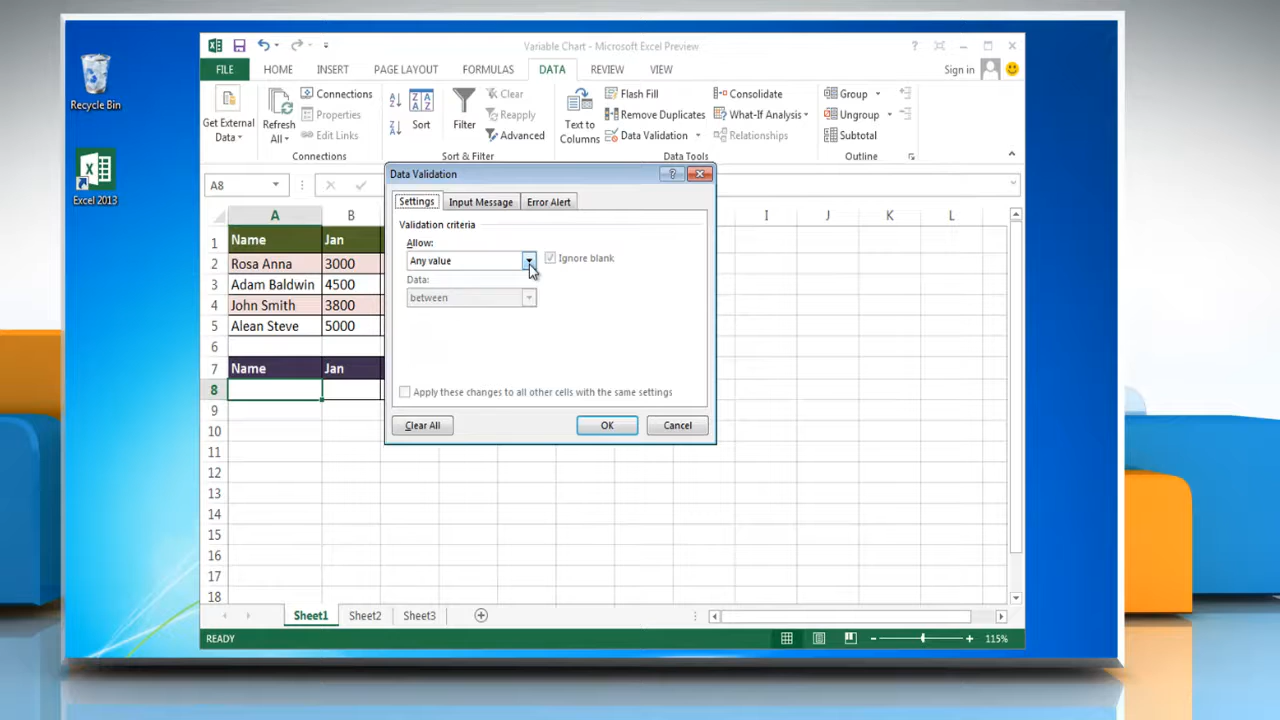 Variable Chart - Microsoft Excel Preview
?
Recycle Bin
Excel 2013
FILE HOME INSERT PAGE LAYOUT FORMULAS DATA REVIEW VIEW Sign in
Get External Data
Refresh All
Connections
Properties
Edit Links
Connections
Sort
Filter
Clear
Reapply
Advanced
Sort & Filter
Text to Columns
Flash Fill
Remove Duplicates
Data Validation
Consolidate
What-If Analysis
Relationships
Data Tools
Group
Ungroup
Subtotal
Outline
A8
A B I J K L
1 Name Jan
2 Rosa Anna 3000
3 Adam Baldwin 4500
4 John Smith 3800
5 Alean Steve 5000
6
7 Name Jan
8
9
10
11
12
13
14
15
16
17
18
Data Validation ?
Settings Input Message Error Alert
Validation criteria
Allow:
Any value Ignore blank
Data:
between
Apply these changes to all other cells with the same settings
Clear All OK Cancel
Sheet1 Sheet2 Sheet3
READY 115%